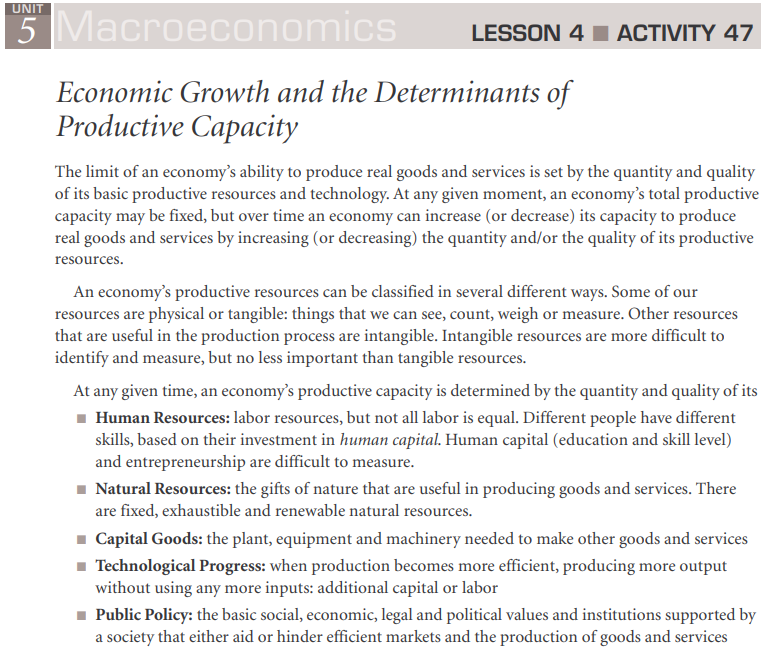 UNIT
5 Macroeconomics LESSON 4 ■ ACTIVITY 47
Economic Growth and the Determinants of
Productive Capacity
The limit of an economy’s ability to produce real goods and services is set by the quantity and quality
of its basic productive resources and technology. At any given moment, an economy’s total productive
capacity may be fixed, but over time an economy can increase (or decrease) its capacity to produce
real goods and services by increasing (or decreasing) the quantity and/or the quality of its productive
resources.
An economy’s productive resources can be classified in several different ways. Some of our
resources are physical or tangible: things that we can see, count, weigh or measure. Other resources
that are useful in the production process are intangible. Intangible resources are more difficult to
identify and measure, but no less important than tangible resources.
At any given time, an economy’s productive capacity is determined by the quantity and quality of its
■ Human Resources: labor resources, but not all labor is equal. Different people have different
skills, based on their investment in human capital. Human capital (education and skill level)
and entrepreneurship are difficult to measure.
■ Natural Resources: the gifts of nature that are useful in producing goods and services. There
are fixed, exhaustible and renewable natural resources.
■ Capital Goods: the plant, equipment and machinery needed to make other goods and services
■ Technological Progress: when production becomes more efficient, producing more output
without using any more inputs: additional capital or labor
■ Public Policy: the basic social, economic, legal and political values and institutions supported by
a society that either aid or hinder efficient markets and the production of goods and services